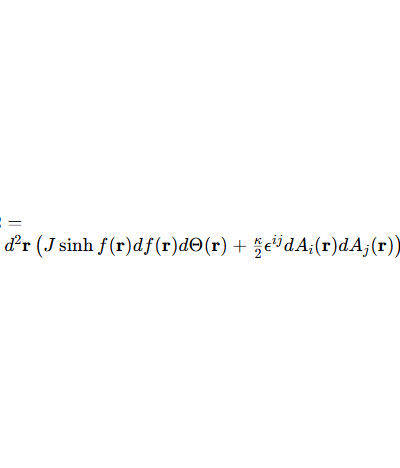 =
d²r (J sinh f(r)df(r)dΘ(r) + κ/2 ϵ^{ij}dA_i(r)dA_j(r))